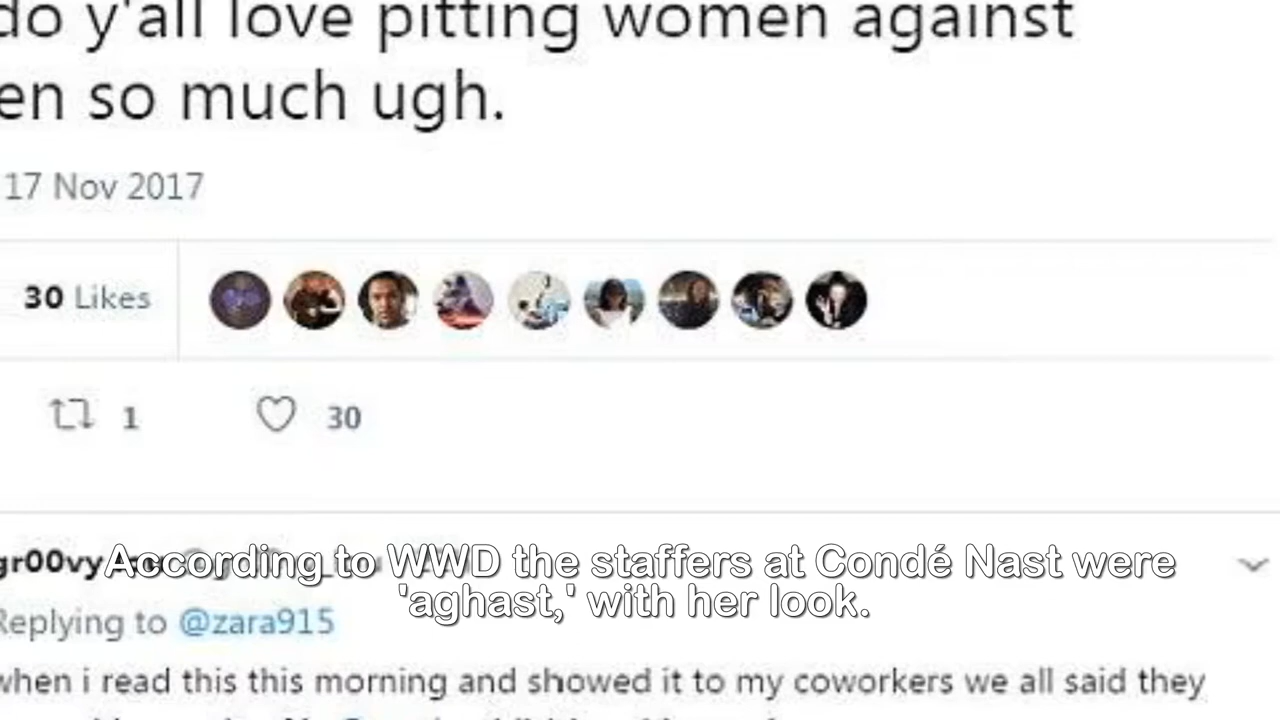 do y'all love pitting women against
en so much ugh.
17 Nov 2017
30 Likes
1 30
gr00vy
According to WWD the staffers at Condé Nast were
'aghast,' with her look.
Replying to @zara915
when i read this this morning and showed it to my coworkers we all said they